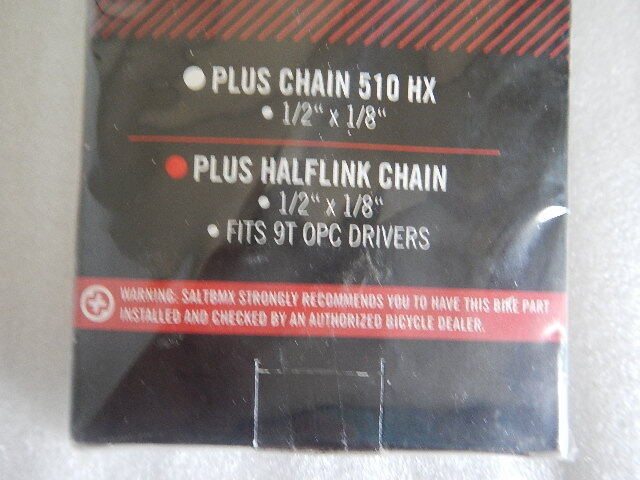 PLUS CHAIN 510 HX
• 1/2“ x 1/8“
PLUS HALFLINK CHAIN
• 1/2“ x 1/8“
• FITS 9T OPC DRIVERS
WARNING: SALTBMX STRONGLY RECOMMENDS YOU TO HAVE THIS BIKE PART
INSTALLED AND CHECKED BY AN AUTHORIZED BICYCLE DEALER.